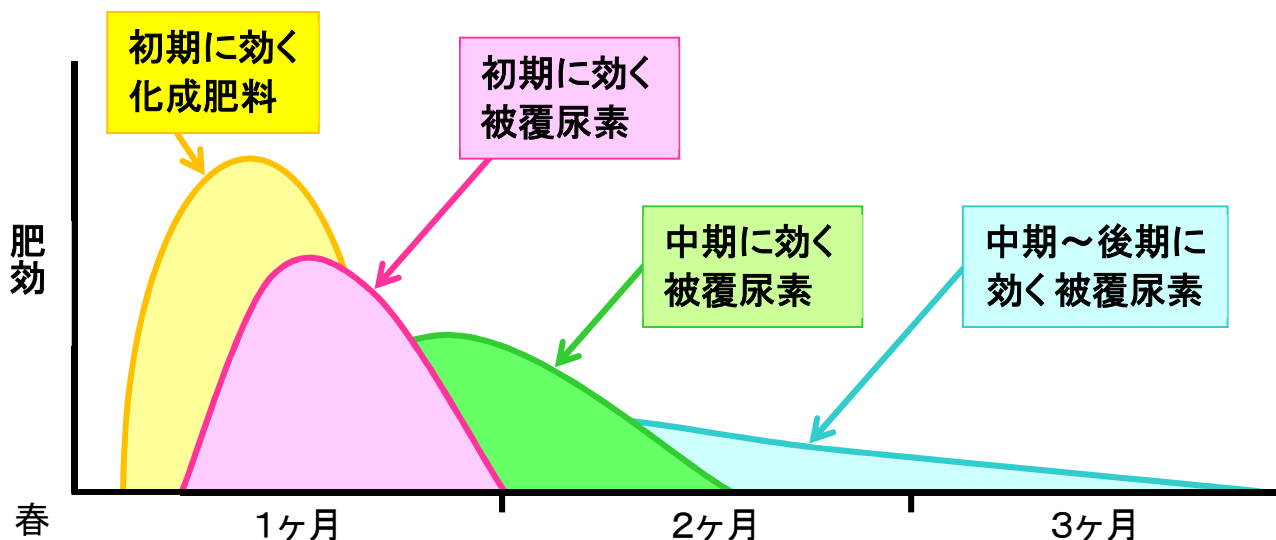 初期に効く
化成肥料
初期に効く
被覆尿素
中期に効く
被覆尿素
中期～後期に
効く被覆尿素
肥効
春
１ヶ月
２ヶ月
３ヶ月